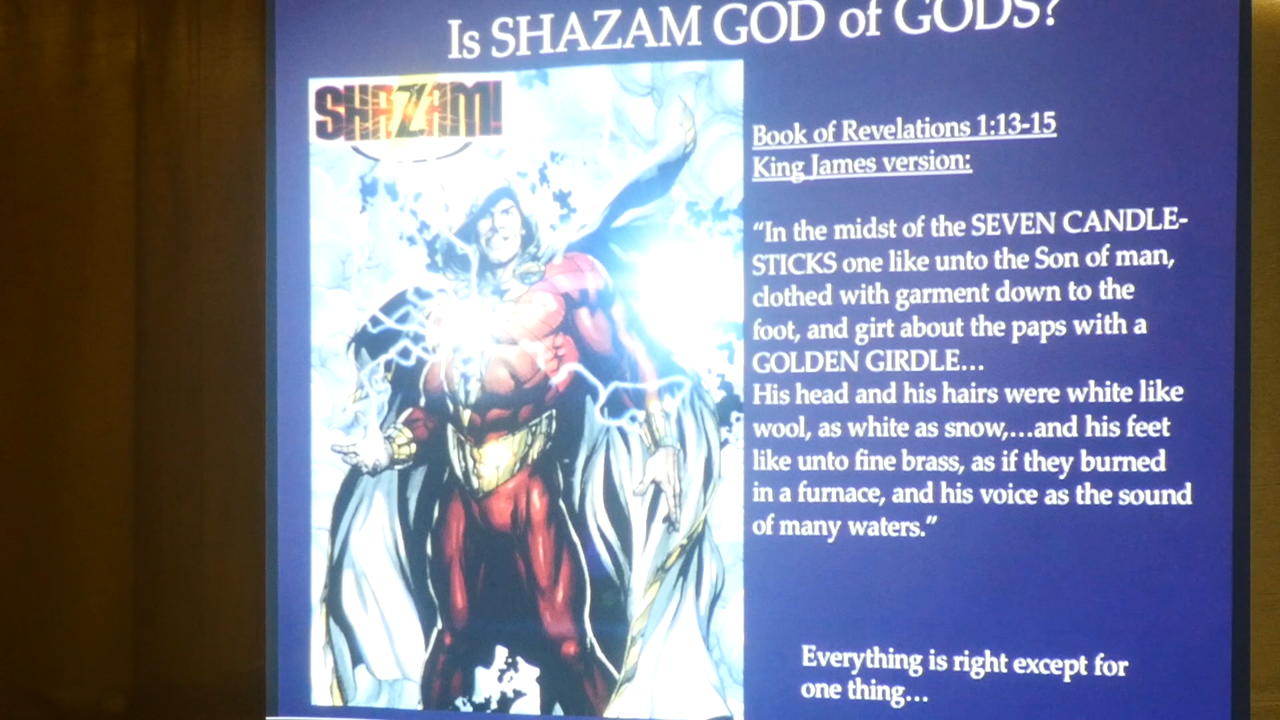 Is SHAZAM GOD of GODS?
SHAZAM!
Book of Revelations 1:13-15
King James version:
“In the midst of the SEVEN CANDLE-
STICKS one like unto the Son of man,
clothed with garment down to the
foot, and girt about the paps with a
GOLDEN GIRDLE...
His head and his hairs were white like
wool, as white as snow,...and his feet
like unto fine brass, as if they burned
in a furnace, and his voice as the sound
of many waters.”
Everything is right except for
one thing...